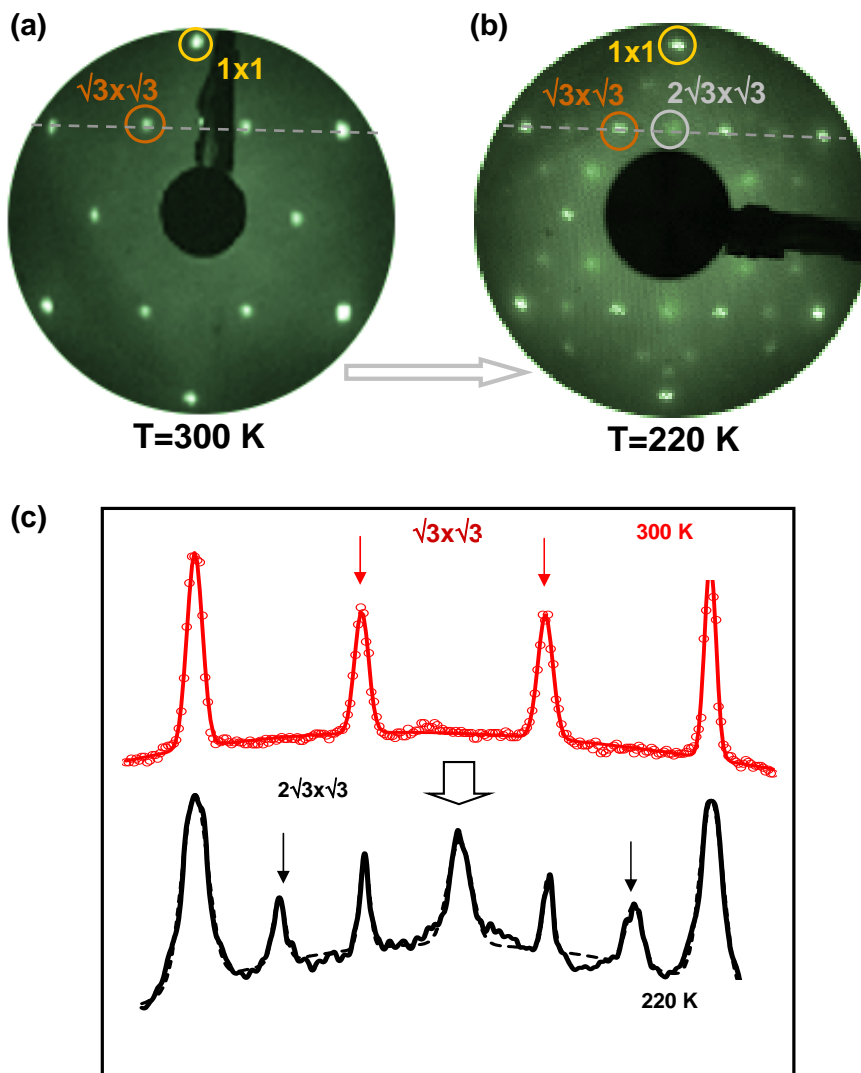 (a)
(b)
1x1
√3x√3
1x1
√3x√3
2√3x√3
T=300 K
T=220 K
(c)
√3x√3
300 K
2√3x√3
220 K